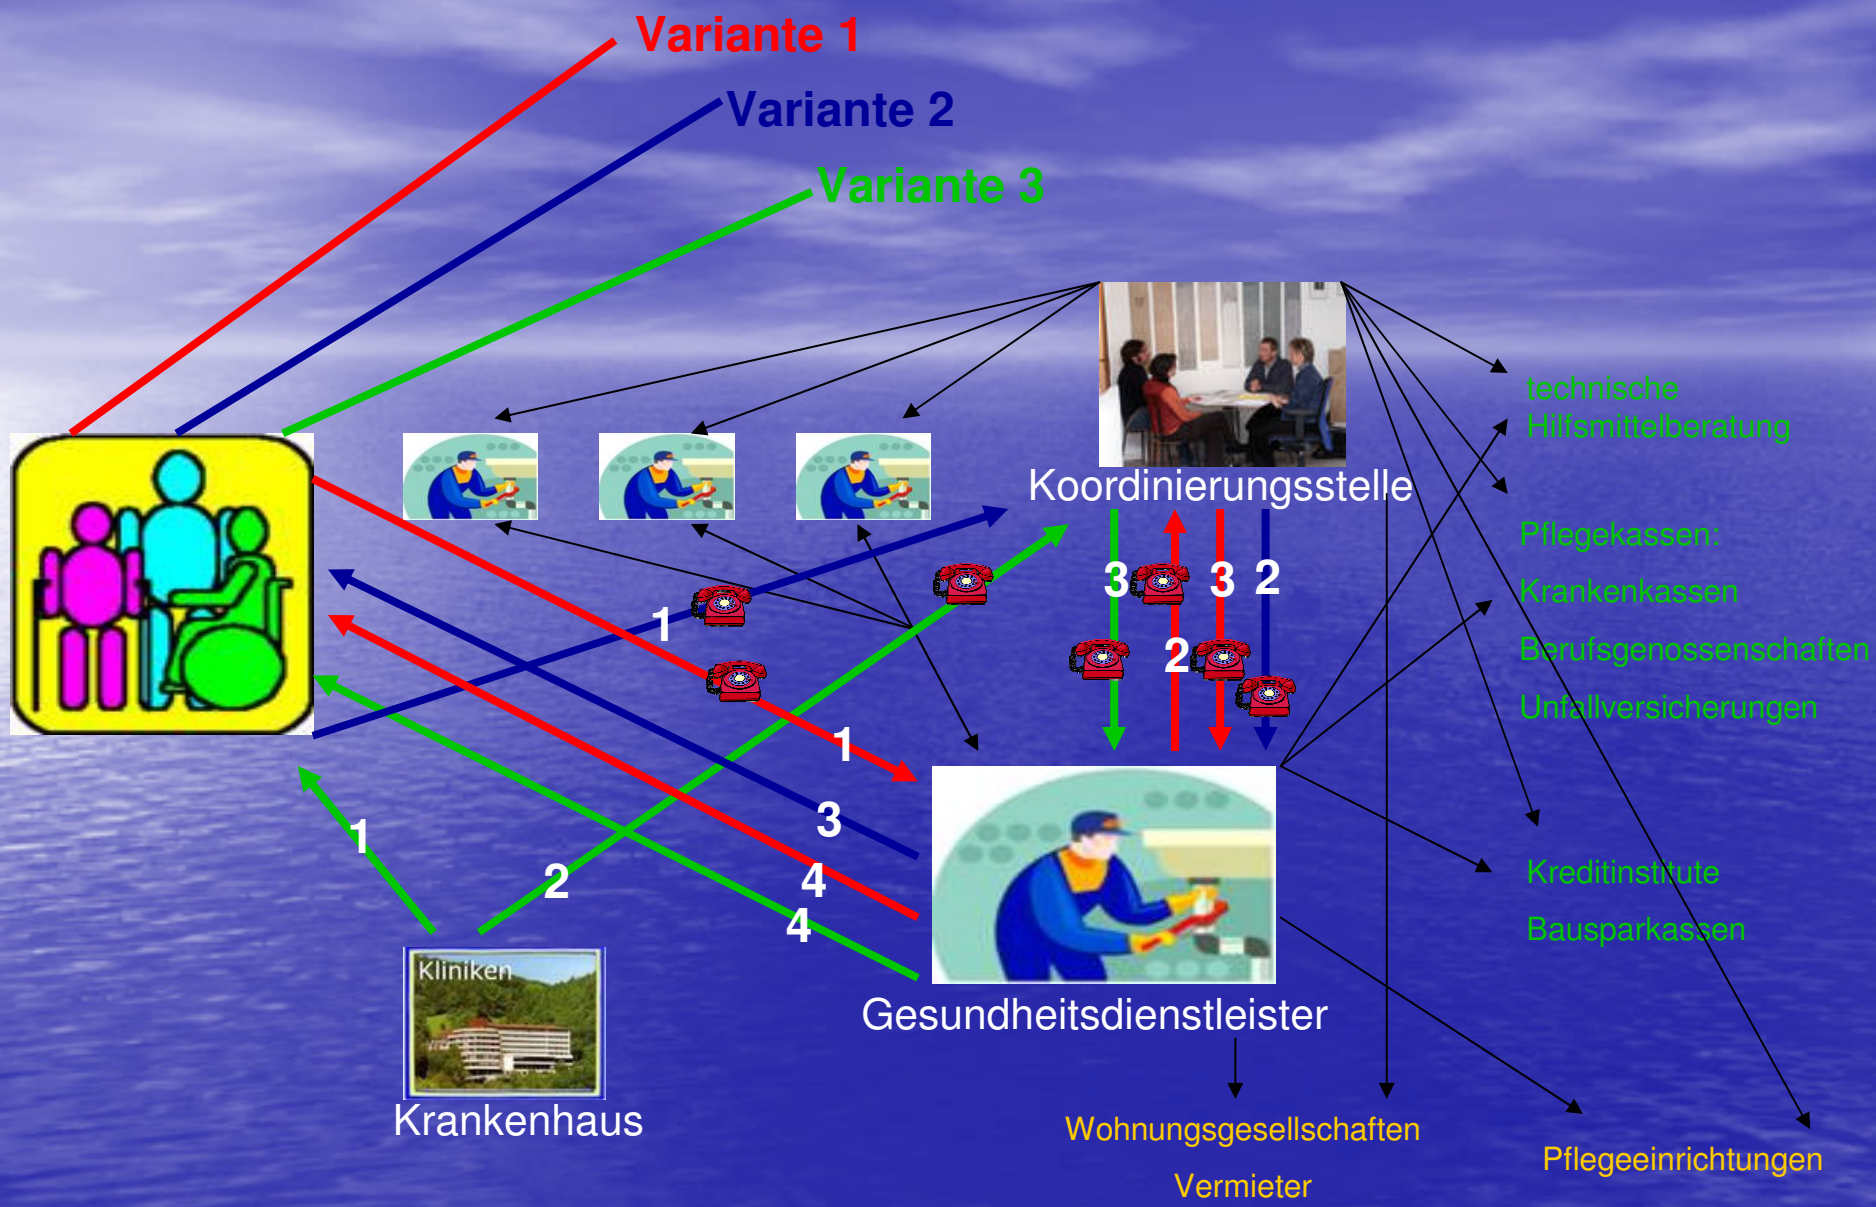 Variante 1
Variante 2
Variante 3
technische
Hilfsmittelberatung
Koordinierungsstelle
Pflegekassen:
Krankenkassen
Berufsgenossenschaften
Unfallversicherungen
3
3
2
1
2
1
3
1
2
4
4
Kreditinstitute
Bausparkassen
Kliniken
Gesundheitsdienstleister
Krankenhaus
Wohnungsgesellschaften
Vermieter
Pflegeeinrichtungen